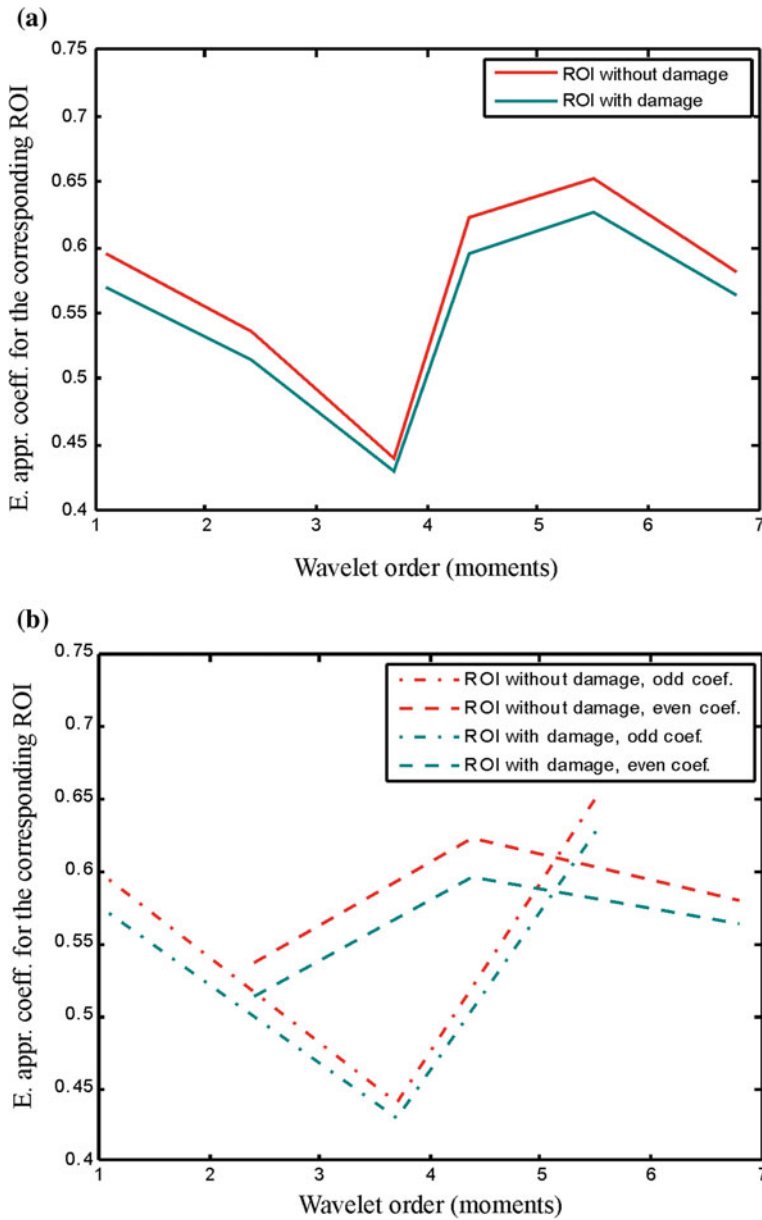 (a)
0.75
0.7
0.65
0.6
0.55
0.5
0.45
0.4
E. appr. coeff. for the corresponding ROI
ROI without damage
ROI with damage
1 2 3 4 5 6 7
Wavelet order (moments)
(b)
0.75
0.7
0.65
0.6
0.55
0.5
0.45
0.4
E. appr. coeff. for the corresponding ROI
ROI without damage, odd coef.
ROI without damage, even coef.
ROI with damage, odd coef.
ROI with damage, even coef.
1 2 3 4 5 6 7
Wavelet order (moments)